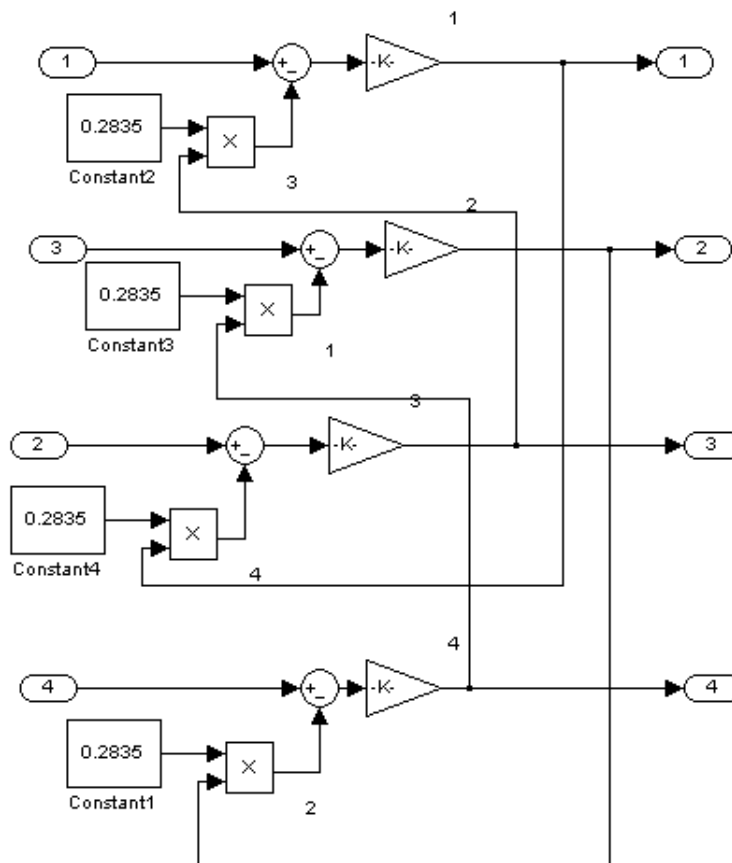 1
1 + - -K- 1
0.2835 ×
Constant2
3
2
3 + - -K- 2
0.2835 ×
Constant3
1
3
2 + - -K- 3
0.2835 ×
Constant4
4
4
4 + - -K- 4
0.2835 ×
Constant1
2